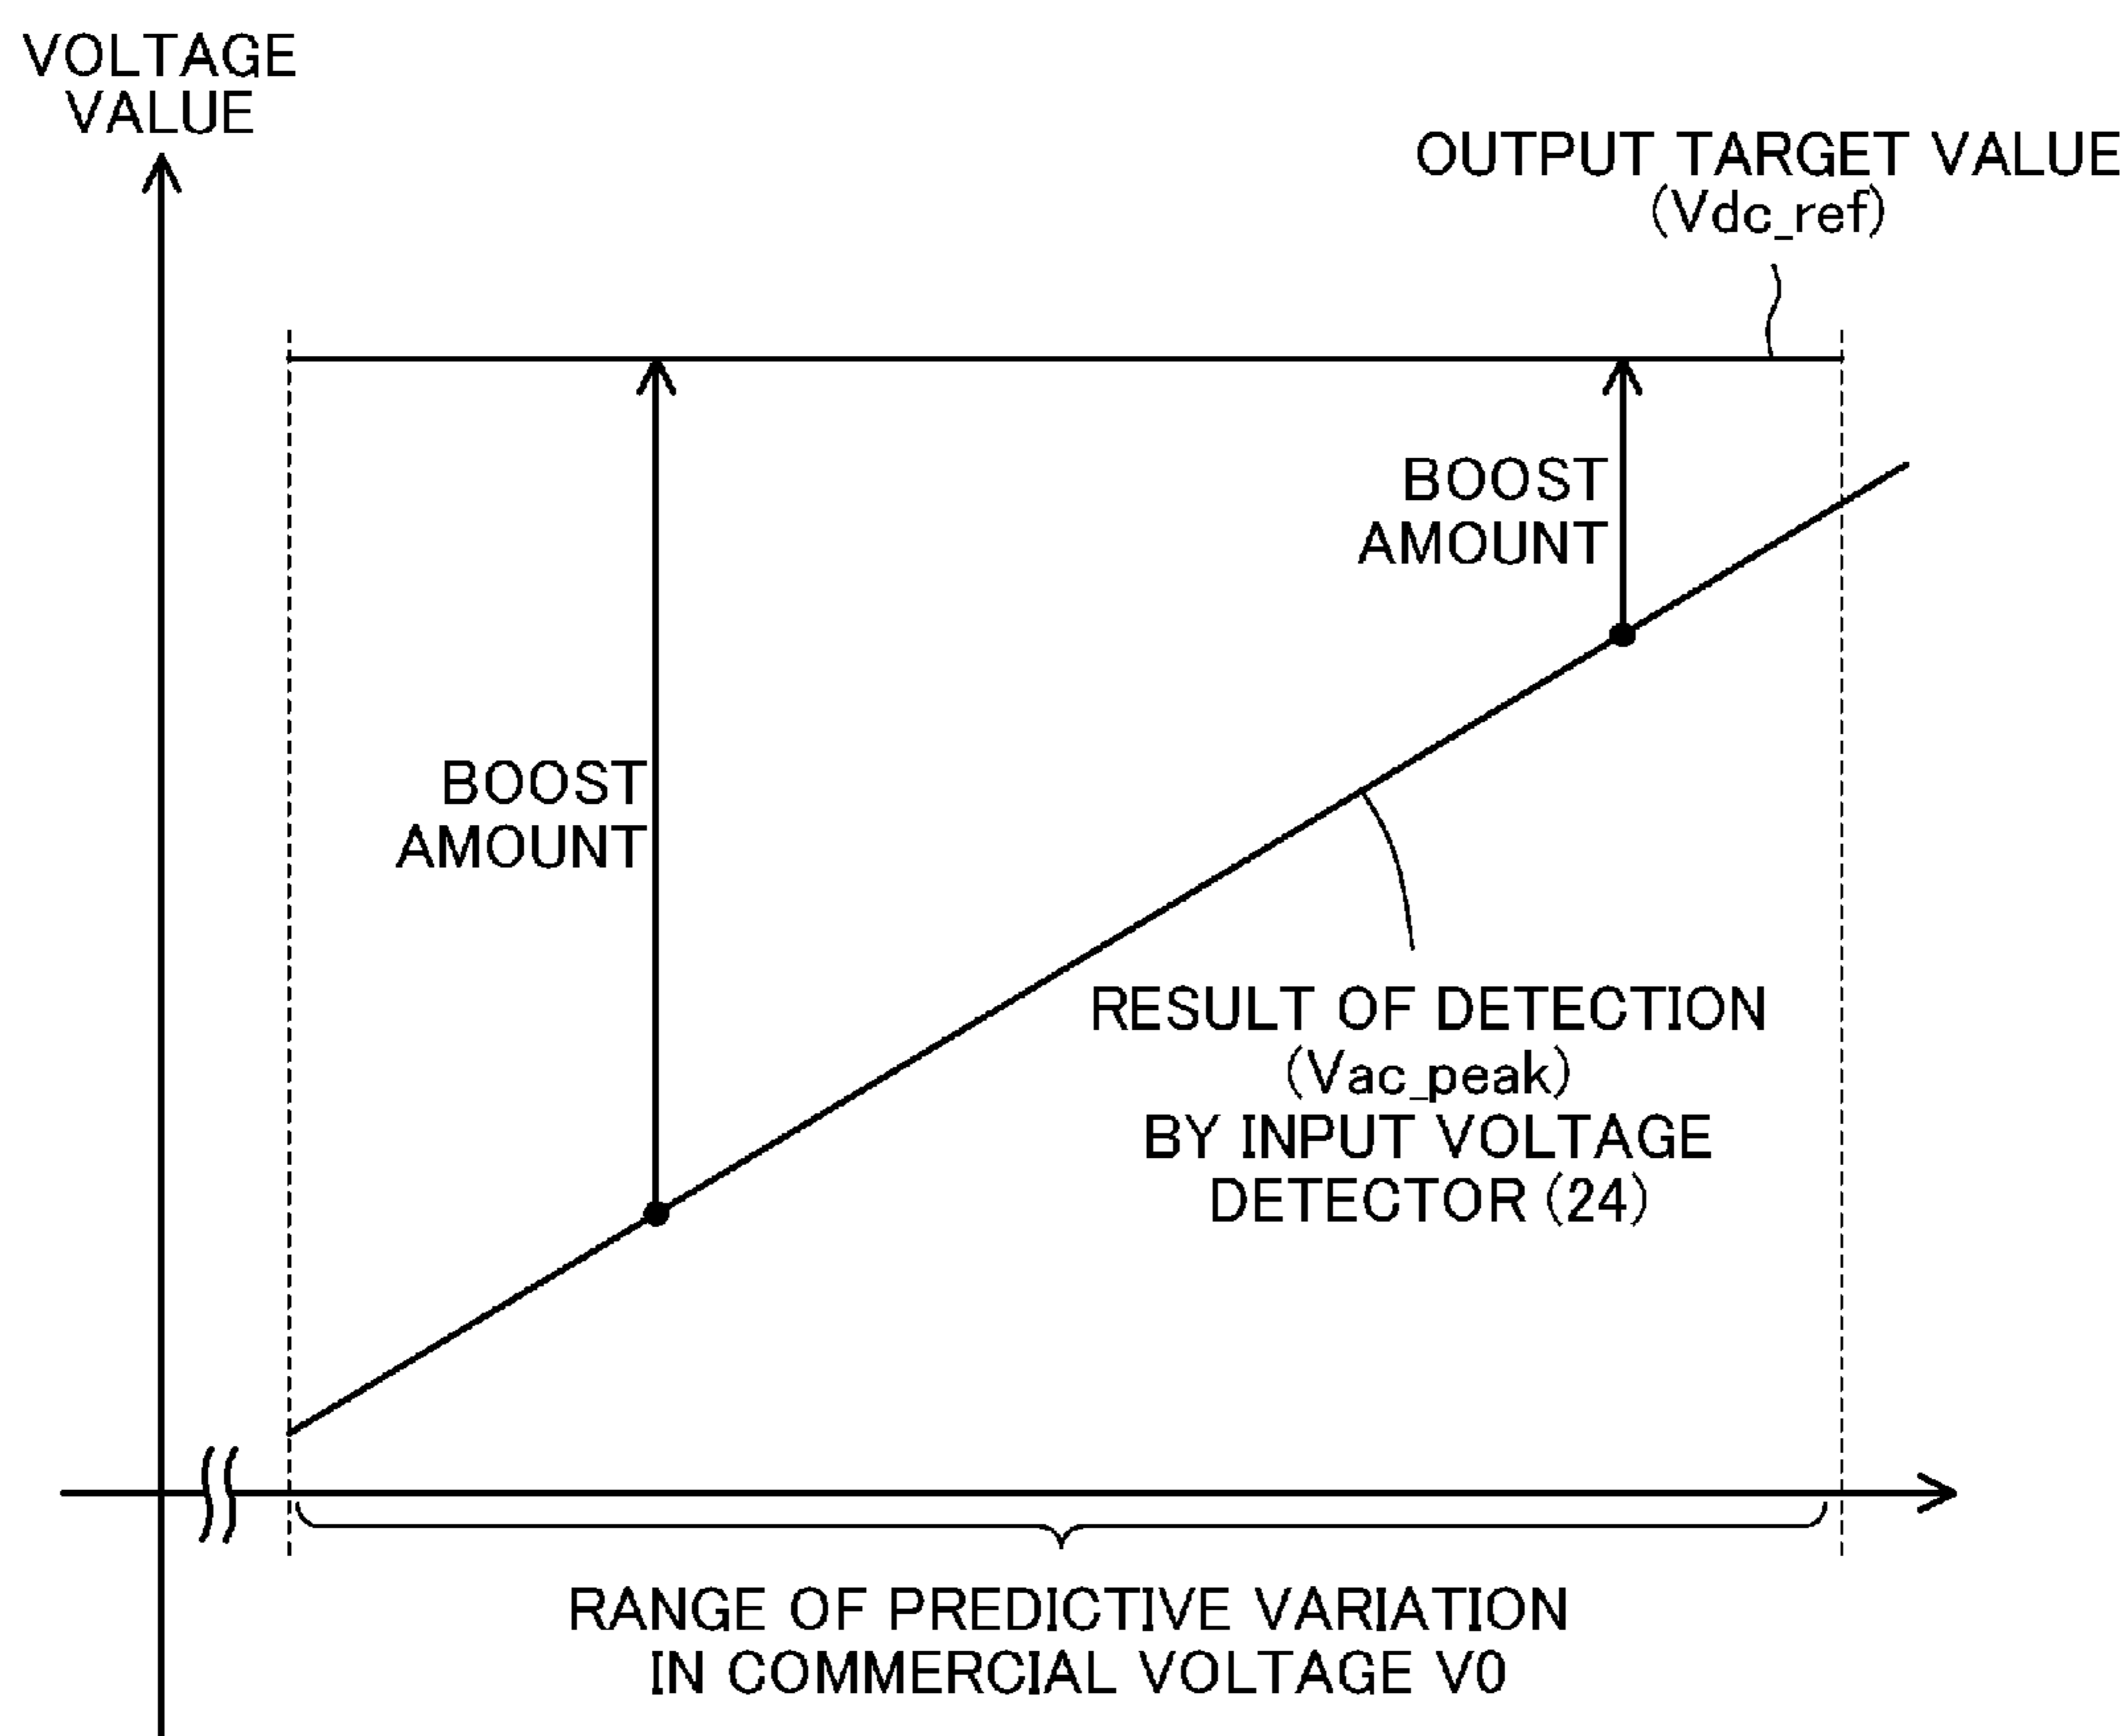 VOLTAGE
VALUE
OUTPUT TARGET VALUE
(Vdc_ref)
BOOST
AMOUNT
BOOST
AMOUNT
RESULT OF DETECTION
(Vac_peak)
BY INPUT VOLTAGE
DETECTOR (24)
RANGE OF PREDICTIVE VARIATION
IN COMMERCIAL VOLTAGE V0